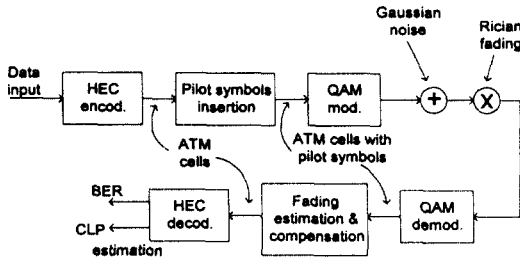 Gaussian
noise
Rician
fading
Data
input
HEC
encod.
Pilot symbols
insertion
QAM
mod.
+
X
ATM
cells
ATM cells with
pilot symbols
BER
CLP
estimation
HEC
decod.
Fading
estimation &
compensation
QAM
demod.